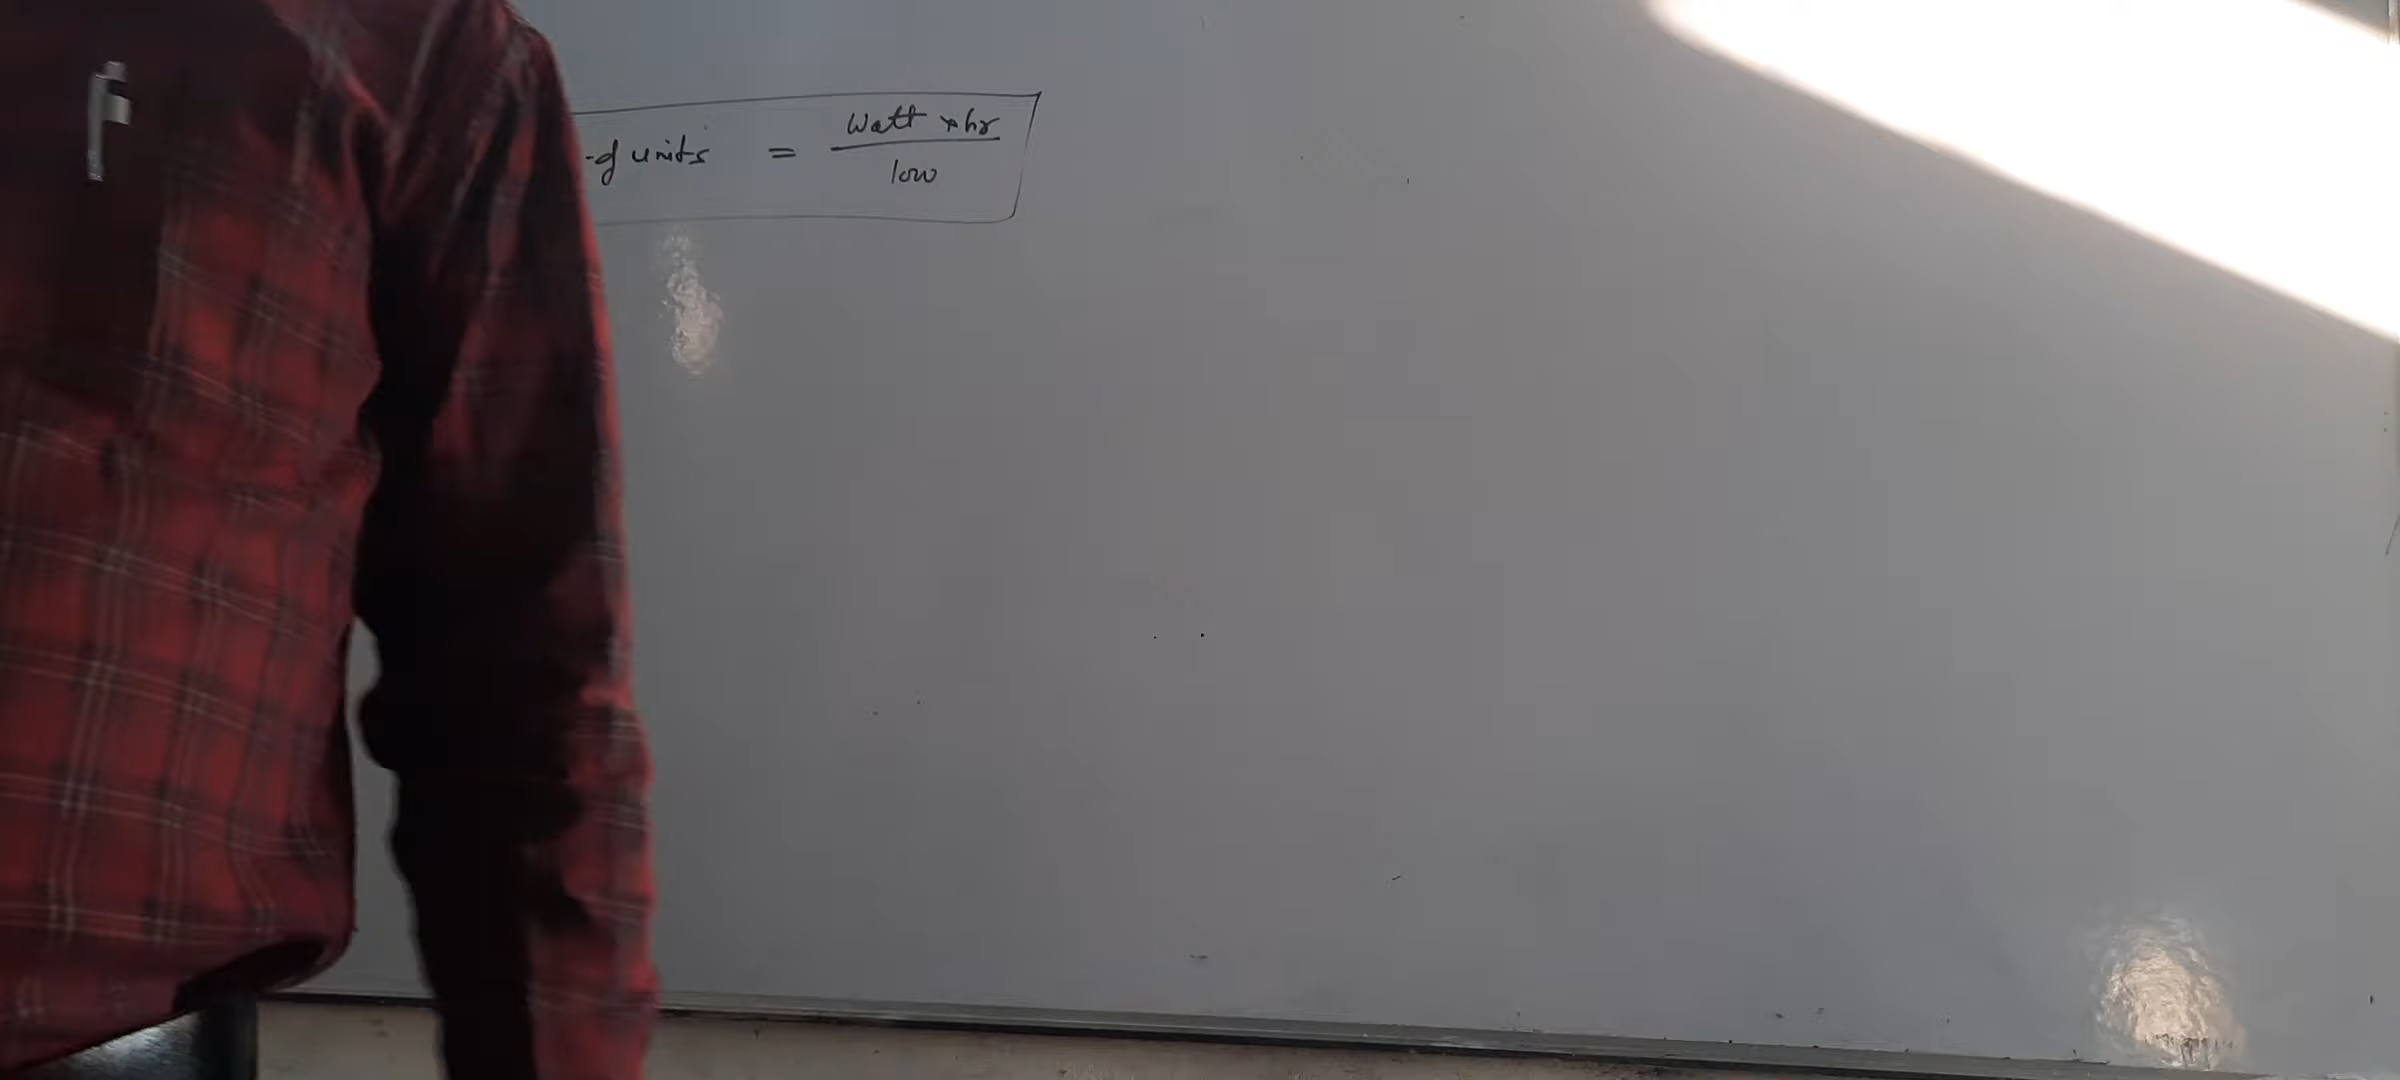 -of units = Watt × hr
1000